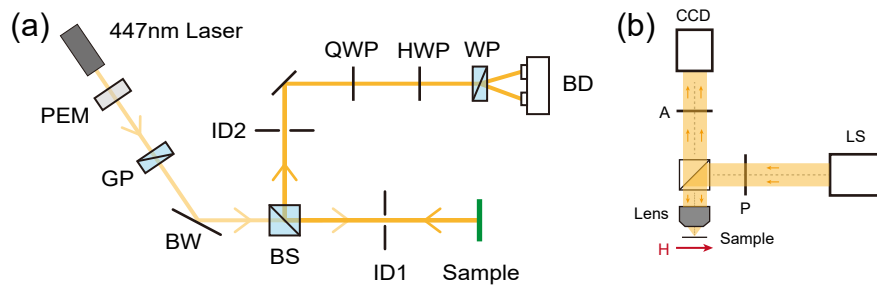 (a)
447nm Laser
PEM
GP
BW
BS
ID2
ID1
Sample
QWP
HWP
WP
BD
(b)
CCD
A
LS
P
Lens
Sample
H